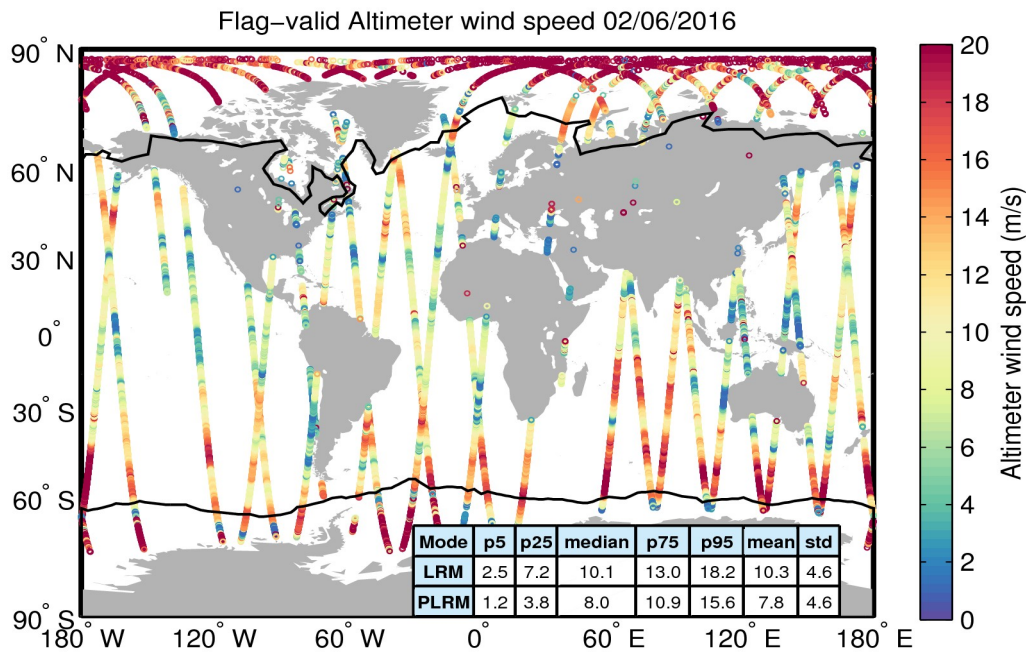 Flag−valid Altimeter wind speed 02/06/2016
90° N
60° N
30° N
0°
30° S
60° S
90° S
180° W
120° W
60° W
0°
60° E
120° E
180° E
Mode p5 p25 median p75 p95 mean std
LRM 2.5 7.2 10.1 13.0 18.2 10.3 4.6
PLRM 1.2 3.8 8.0 10.9 15.6 7.8 4.6
20
18
16
14
12
10
8
6
4
2
0
Altimeter wind speed (m/s)